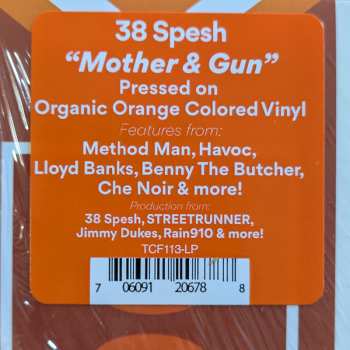 38 Spesh
"Mother & Gun"
Pressed on
Organic Orange Colored Vinyl
Features from:
Method Man, Havoc,
Lloyd Banks, Benny The Butcher,
Che Noir & more!
Production from:
38 Spesh, STREETRUNNER,
Jimmy Dukes, Rain910 & more!
TCF113-LP
7 06091 20678 8